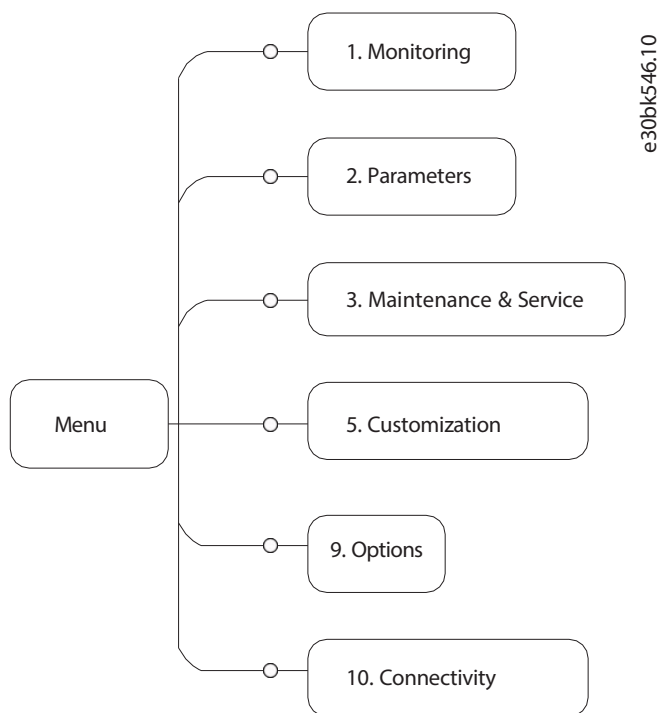 1. Monitoring
e30bk546.10
2. Parameters
3. Maintenance & Service
Menu
5. Customization
9. Options
10. Connectivity